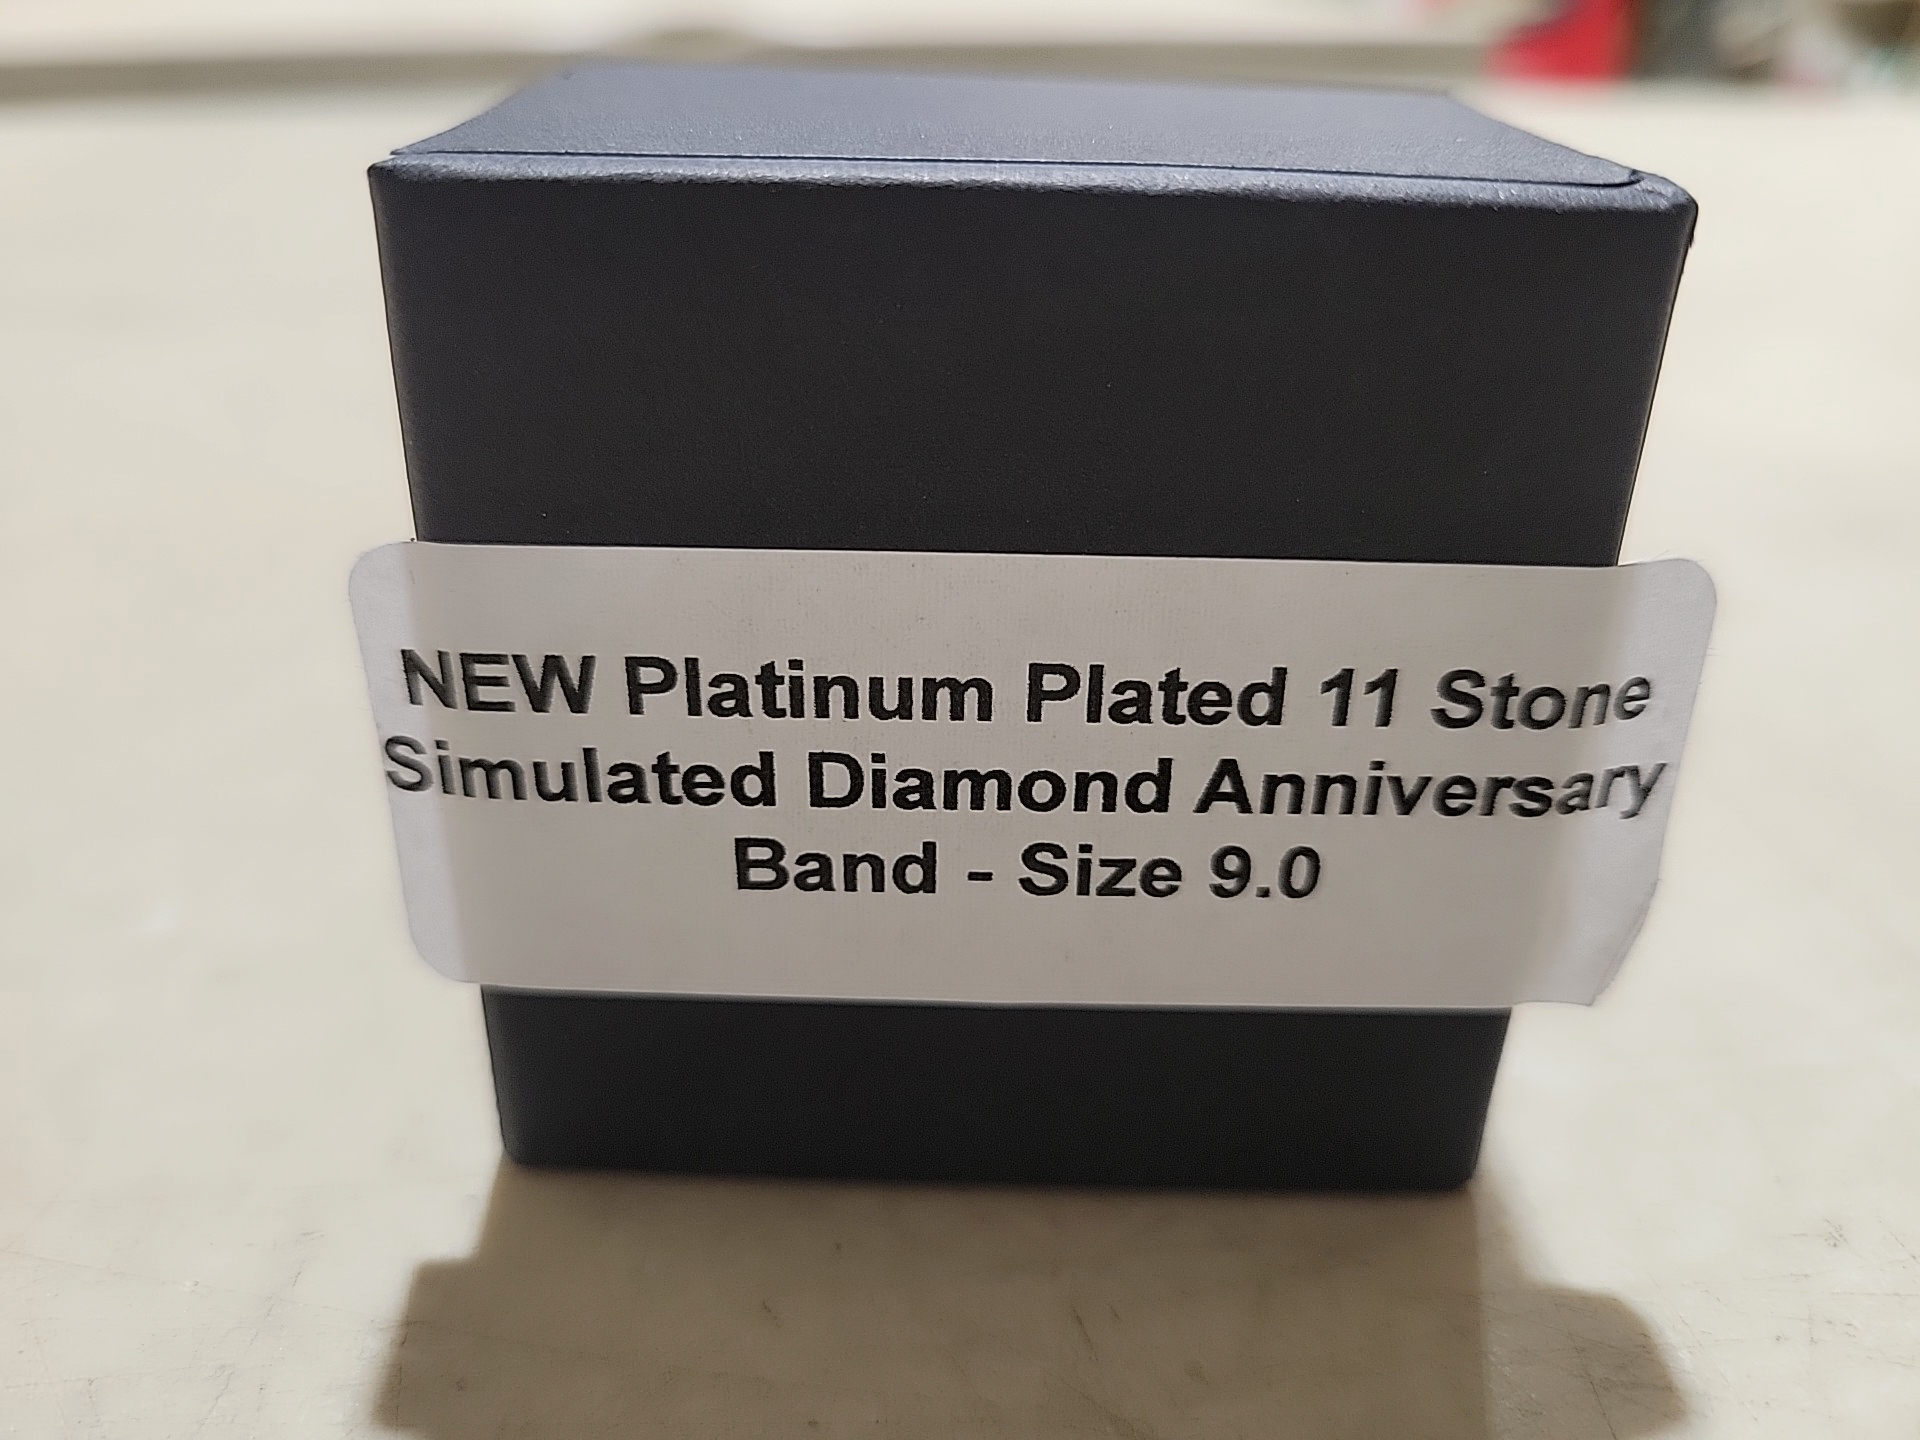 NEW Platinum Plated 11 Stone
Simulated Diamond Anniversary
Band - Size 9.0